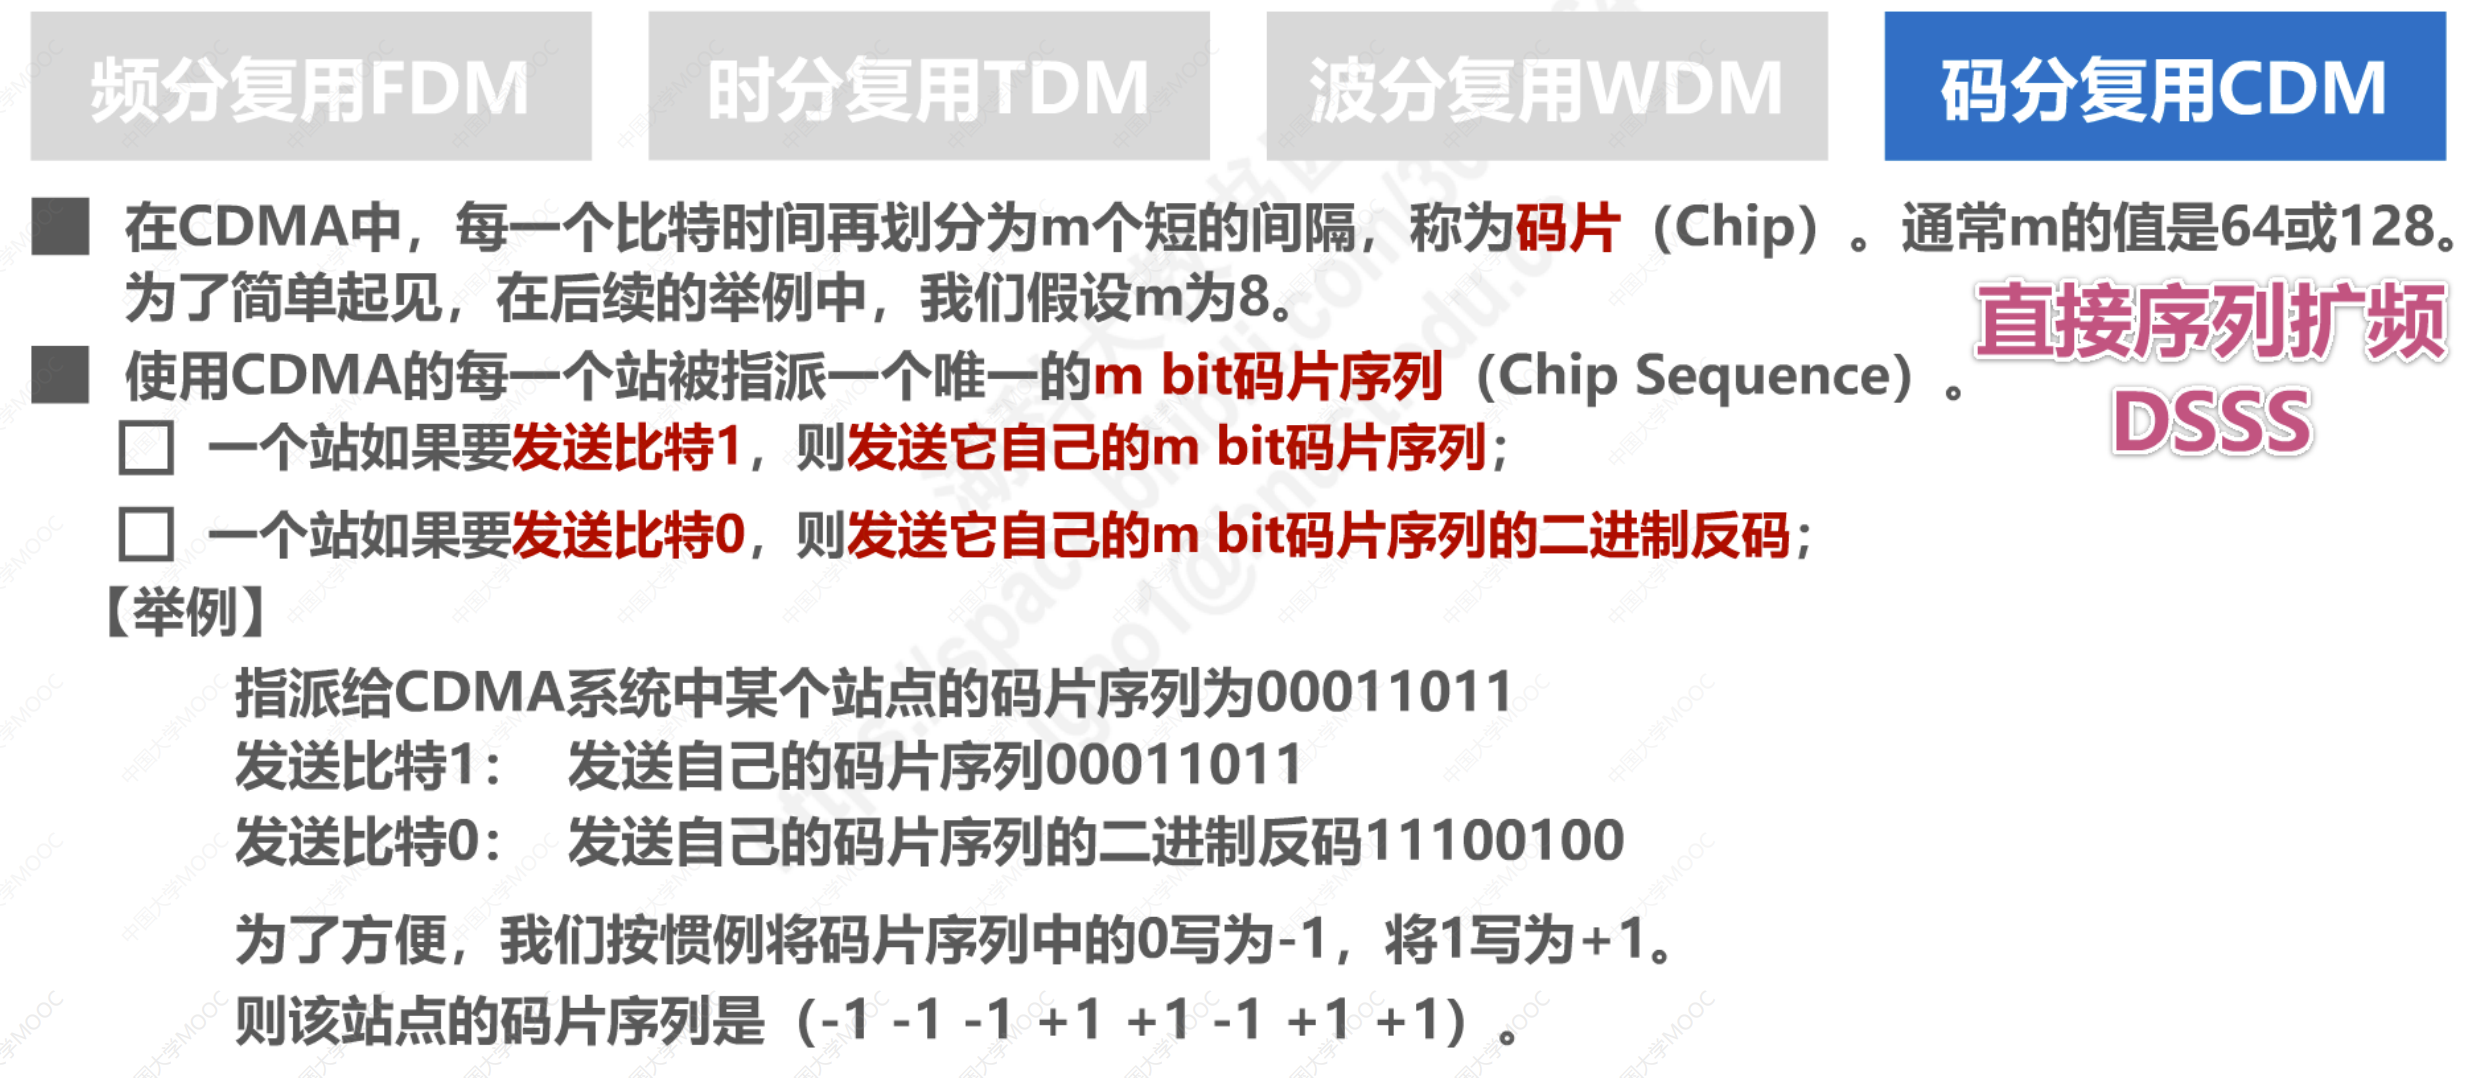 频分复用FDM
时分复用TDM
波分复用WDM
码分复用CDM
在CDMA中，每一个比特时间再划分为m个短的间隔，称为码片（Chip）。通常m的值是64或128。
为了简单起见，在后续的举例中，我们假设m为8。
直接序列扩频
DSSS
使用CDMA的每一个站被指派一个唯一的m bit码片序列（Chip Sequence）。
一个站如果要发送比特1，则发送它自己的m bit码片序列；
一个站如果要发送比特0，则发送它自己的m bit码片序列的二进制反码；
【举例】
指派给CDMA系统中某个站点的码片序列为00011011
发送比特1： 发送自己的码片序列00011011
发送比特0： 发送自己的码片序列的二进制反码11100100
为了方便，我们按惯例将码片序列中的0写为-1，将1写为+1。
则该站点的码片序列是（-1 -1 -1 +1 +1 -1 +1 +1）。
中国大学MOOC